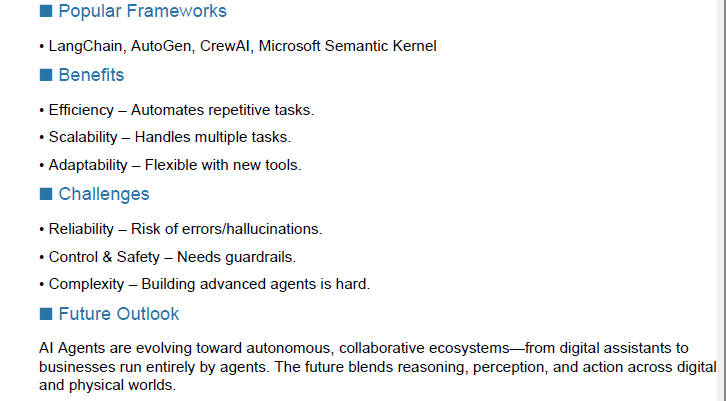 ■ Popular Frameworks
• LangChain, AutoGen, CrewAI, Microsoft Semantic Kernel
■ Benefits
• Efficiency – Automates repetitive tasks.
• Scalability – Handles multiple tasks.
• Adaptability – Flexible with new tools.
■ Challenges
• Reliability – Risk of errors/hallucinations.
• Control & Safety – Needs guardrails.
• Complexity – Building advanced agents is hard.
■ Future Outlook
AI Agents are evolving toward autonomous, collaborative ecosystems—from digital assistants to
businesses run entirely by agents. The future blends reasoning, perception, and action across digital
and physical worlds.